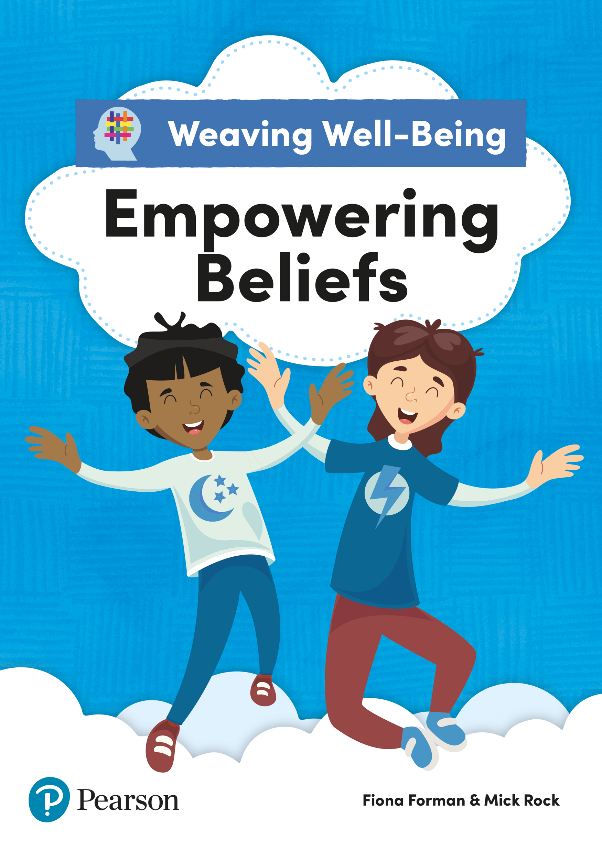 Weaving Well-Being
Empowering
Beliefs
Pearson
Fiona Forman & Mick Rock